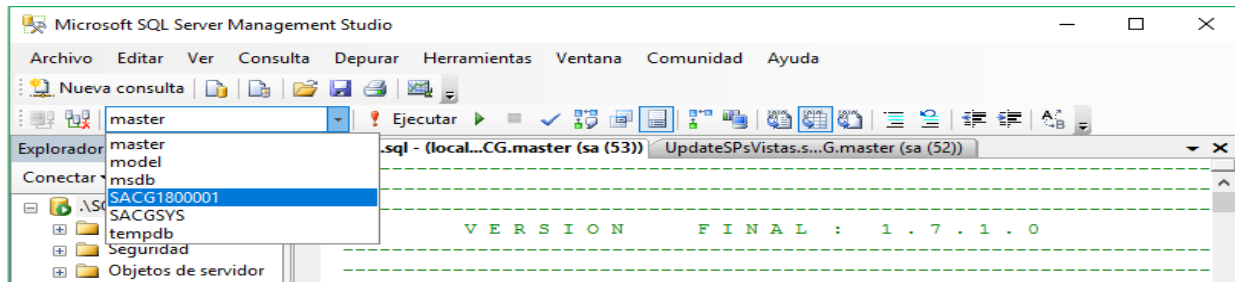 Microsoft SQL Server Management Studio
Archivo Editar Ver Consulta Depurar Herramientas Ventana Comunidad Ayuda
Nueva consulta
master Ejecutar
Explorador .sql - (local...CG.master (sa (53)) UpdateSPsVistas.s...G.master (sa (52))
master
model
Conectar
msdb
SACG1800001
.\S
SACGSYS
tempdb
VERSION FINAL : 1.7.1.0
Seguridad
Objetos de servidor